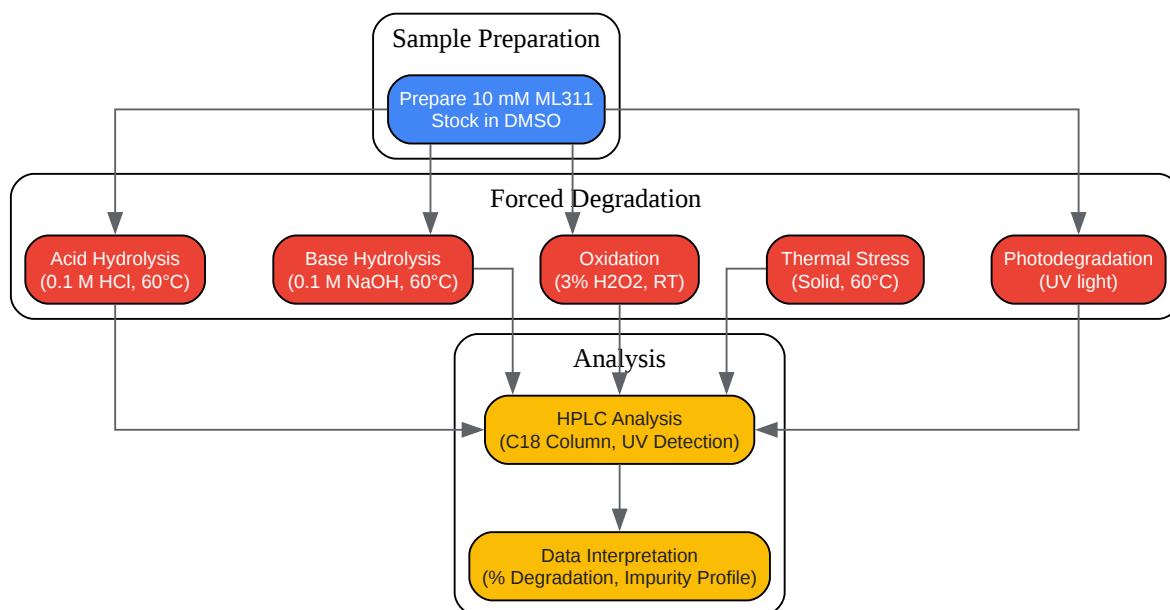 Sample Preparation
Prepare 10 mM ML311
Stock in DMSO
Forced Degradation
Acid Hydrolysis
(0.1 M HCl, 60°C)
Base Hydrolysis
(0.1 M NaOH, 60°C)
Oxidation
(3% H2O2, RT)
Thermal Stress
(Solid, 60°C)
Photodegradation
(UV light)
Analysis
HPLC Analysis
(C18 Column, UV Detection)
Data Interpretation
(% Degradation, Impurity Profile)